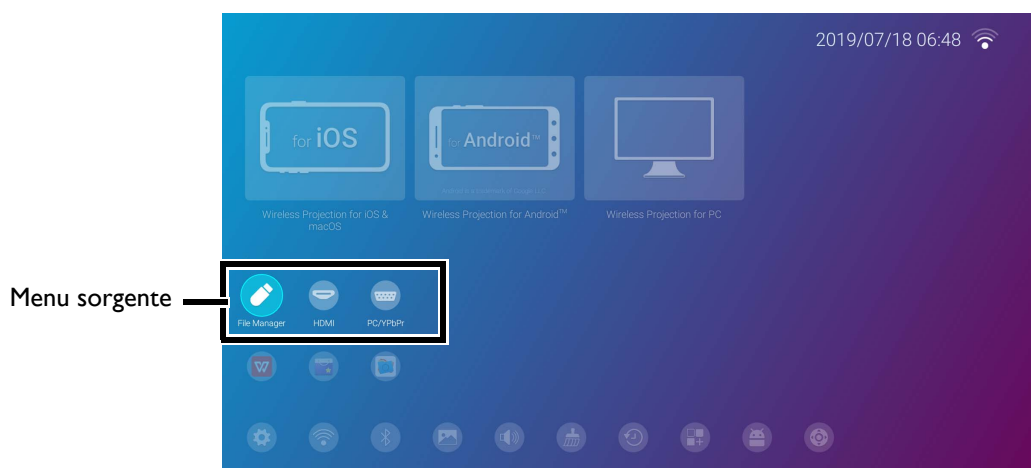 2019/07/18 06:48
for iOS
for Android™
Wireless Projection for iOS &
macOS
Wireless Projection for Android™
Wireless Projection for PC
Menu sorgente
File Manager
HDMI
PC/YPbPr